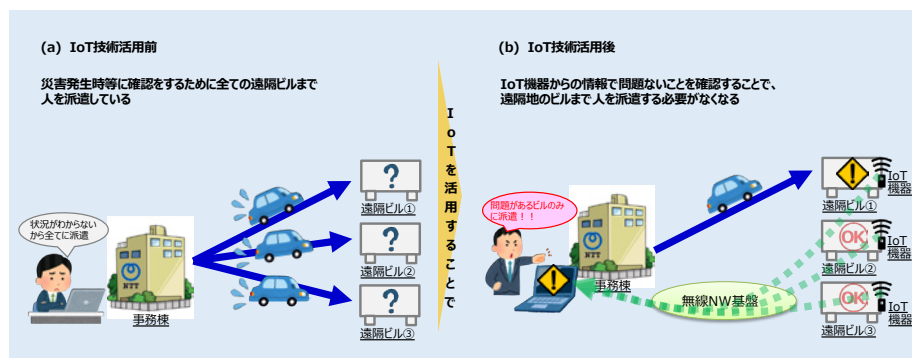 (a) IoT技術活用前
災害発生時等に確認をするために全ての遠隔ビルまで
人を派遣している
?
遠隔ビル①
状況がわからない
から全てに派遣
NTT
事務棟
?
遠隔ビル②
?
遠隔ビル③
IoTを活用することで
(b) IoT技術活用後
IoT機器からの情報で問題ないことを確認することで、
遠隔地のビルまで人を派遣する必要がなくなる
!
IoT
機器
遠隔ビル①
問題があるビルのみ
に派遣！！
NTT
事務棟
!
OK
IoT
機器
遠隔ビル②
無線NW基盤
OK
IoT
機器
遠隔ビル③